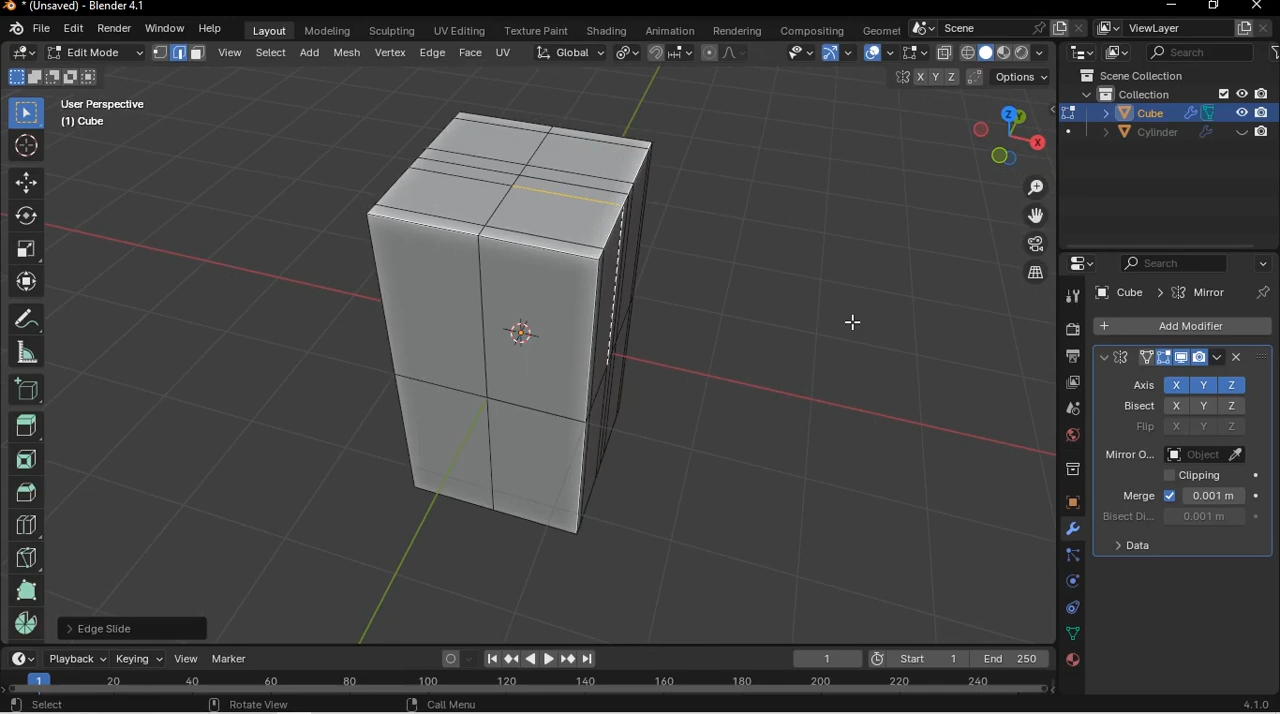 * (Unsaved) - Blender 4.1
File Edit Render Window Help Layout Modeling Sculpting UV Editing Texture Paint Shading Animation Rendering Compositing Geomet Scene ViewLayer
Edit Mode View Select Add Mesh Vertex Edge Face UV Global Search
X Y Z Options
User Perspective
(1) Cube
Scene Collection
Collection
Cube
Cylinder
Z Y X
Search
Cube > Mirror
+ Add Modifier
Axis X Y Z
Bisect X Y Z
Flip X Y Z
Mirror O... Object
Clipping
Merge 0.001 m
Bisect Di... 0.001 m
> Data
> Edge Slide
Playback Keying View Marker 1 Start 1 End 250
1 20 40 60 80 100 120 140 160 180 200 220 240
Select Rotate View Call Menu 4.1.0